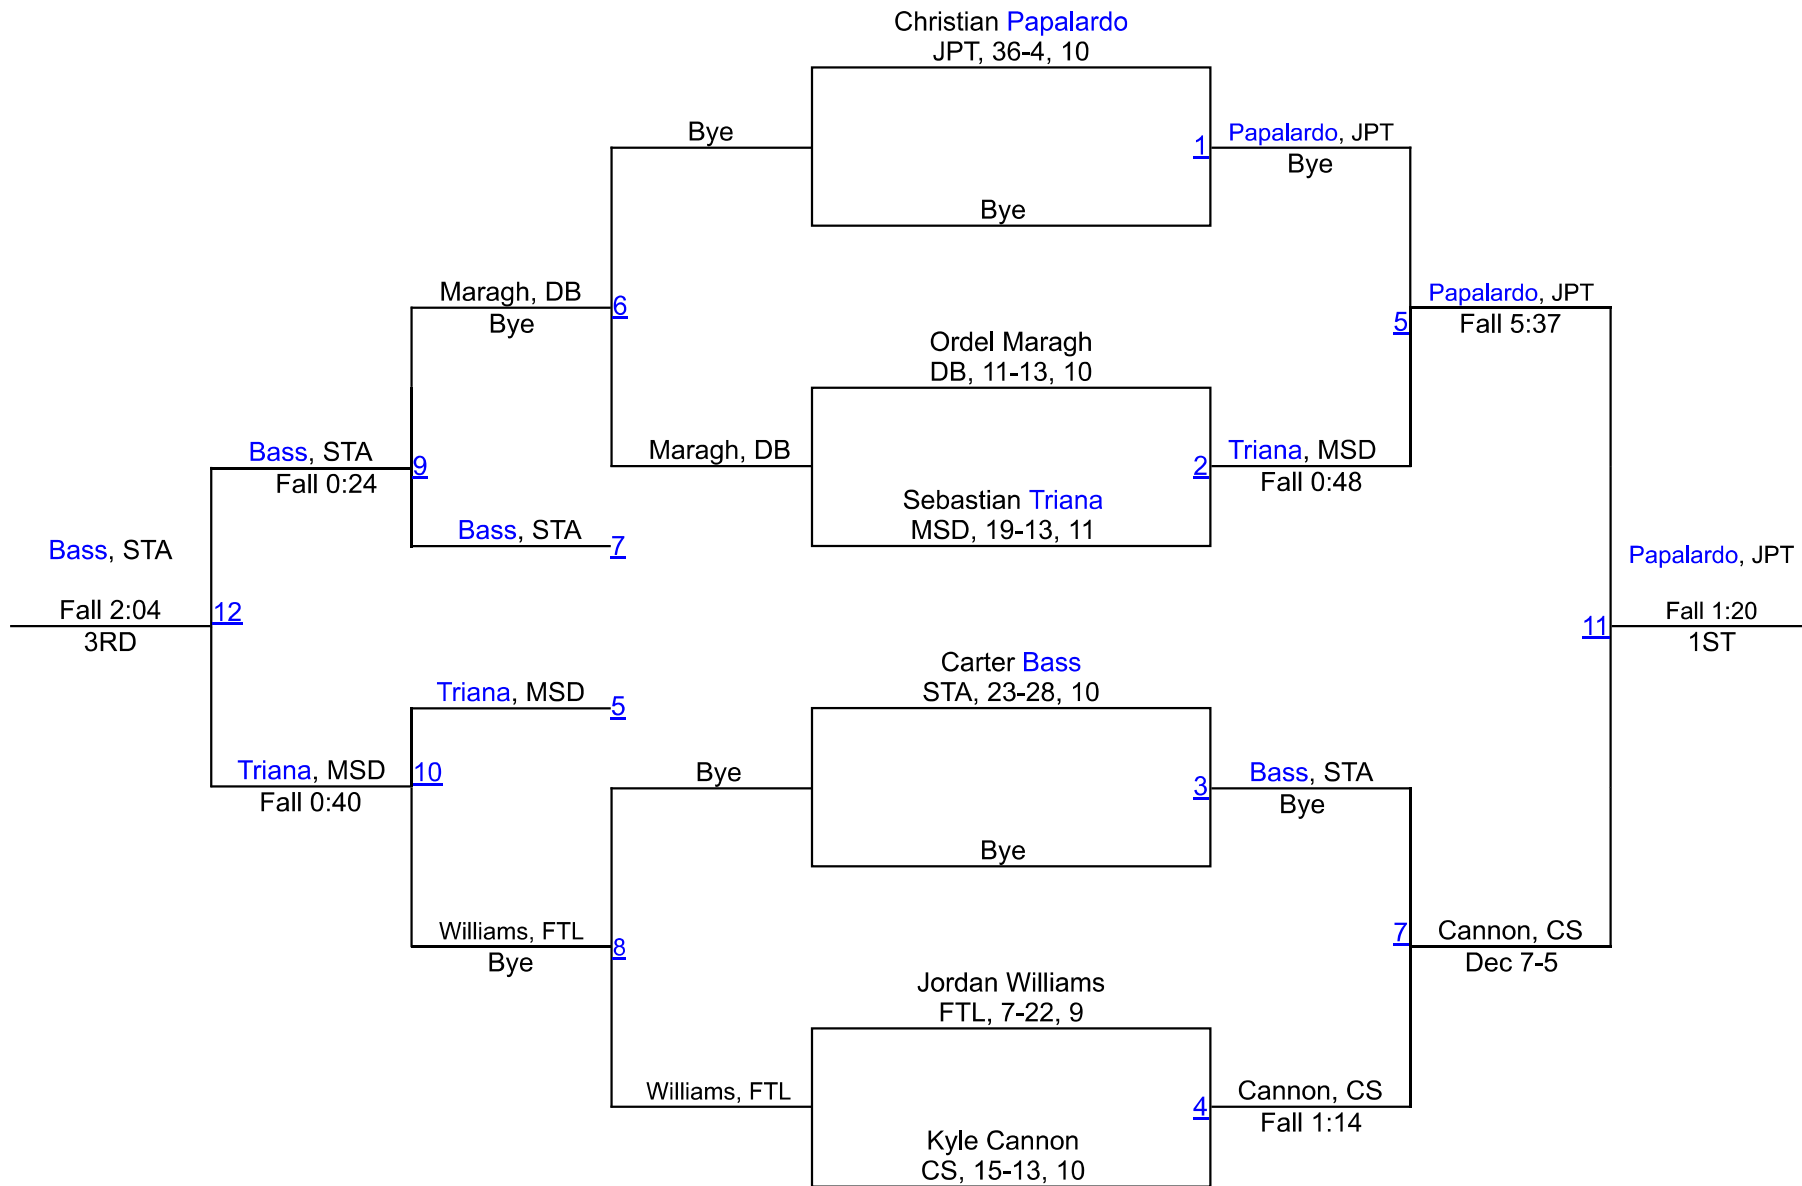 Christian Papalardo
JPT, 36-4, 10
Bye
1
Papalardo, JPT
Bye
Bye
Maragh, DB
Bye
6
Papalardo, JPT
Fall 5:37
5
Ordel Maragh
DB, 11-13, 10
Bass, STA
Fall 0:24
9
Maragh, DB
2
Triana, MSD
Fall 0:48
Sebastian Triana
MSD, 19-13, 11
Bass, STA
7
Bass, STA
Fall 2:04
3RD
12
Papalardo, JPT
Fall 1:20
1ST
11
Carter Bass
STA, 23-28, 10
Triana, MSD
5
Triana, MSD
Fall 0:40
10
Bye
3
Bass, STA
Bye
Bye
Williams, FTL
Bye
8
7
Cannon, CS
Dec 7-5
Jordan Williams
FTL, 7-22, 9
Williams, FTL
4
Cannon, CS
Fall 1:14
Kyle Cannon
CS, 15-13, 10